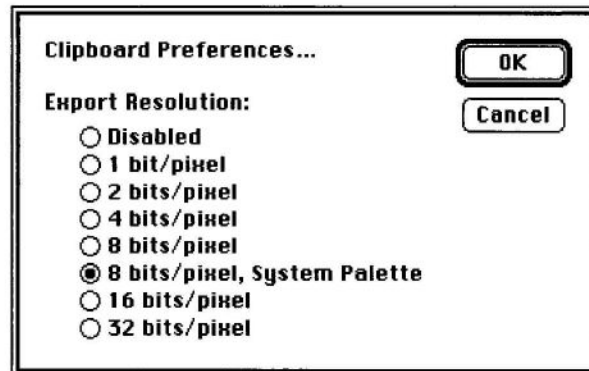 Clipboard Preferences...
OK
Cancel
Export Resolution:
Disabled
1 bit/pixel
2 bits/pixel
4 bits/pixel
8 bits/pixel
8 bits/pixel, System Palette
16 bits/pixel
32 bits/pixel